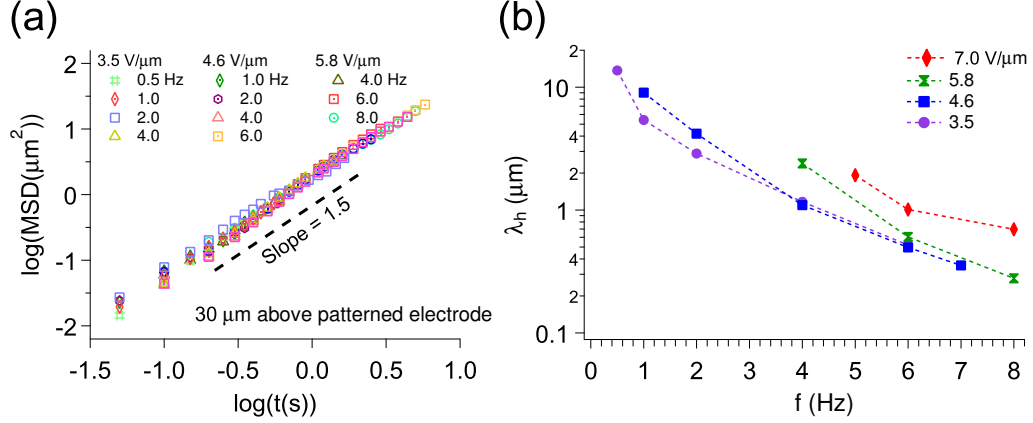 (a)
3.5 V/μm 4.6 V/μm 5.8 V/μm
0.5 Hz 1.0 Hz 4.0 Hz
1.0 2.0 6.0
2.0 4.0 8.0
4.0 6.0
log(MSD(μm²))
2
1
0
-1
-2
Slope = 1.5
30 μm above patterned electrode
-1.5 -1.0 -0.5 0.0 0.5 1.0
log(t(s))
(b)
7.0 V/μm
5.8
4.6
3.5
λh (μm)
2
10
4
2
1
4
2
0.1
0 1 2 3 4 5 6 7 8
f (Hz)